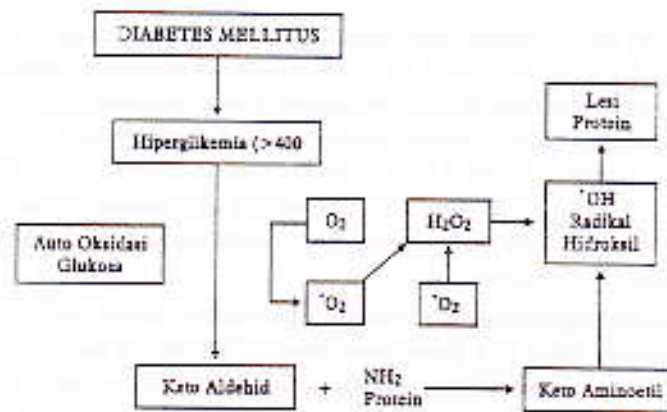 DIABETES MELLITUS
Hiperglikemia (>400
Lesi
Protein
O2
H2O2
•OH
Radikal
Hidroksil
Auto Oksidasi
Glukosa
•O2
•O2
Keto Aldehid
+
NH2
Protein
Keto Aminoetil